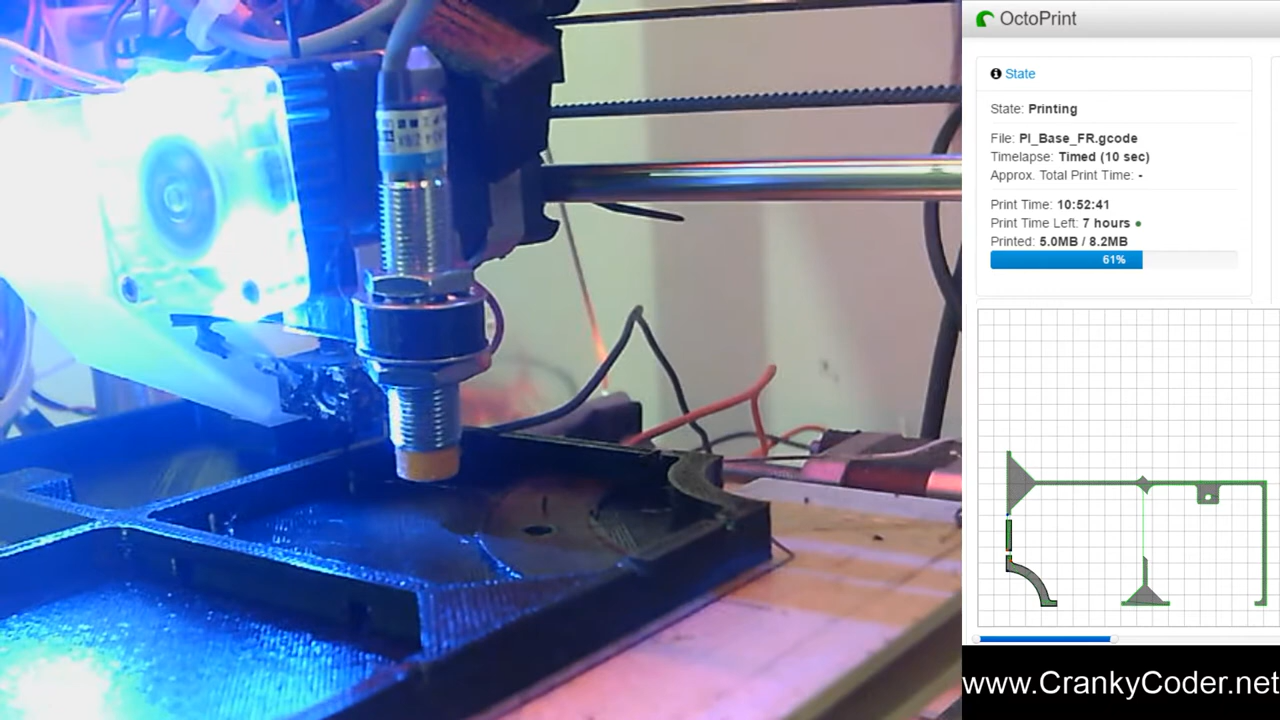 OctoPrint
State
State: Printing
File: PI_Base_FR.gcode
Timelapse: Timed (10 sec)
Approx. Total Print Time: -
Print Time: 10:52:41
Print Time Left: 7 hours
Printed: 5.0MB / 8.2MB
61%
www.CrankyCoder.net